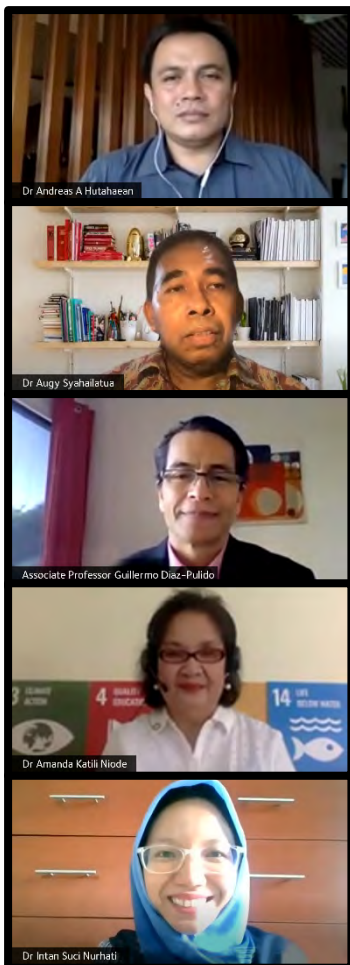 Dr Andreas A Hutahaean
Dr Augy Syahailatua
Associate Professor Guillermo Diaz-Pulido
3 CLIMATE
ACTION
4 QUALITY
EDUCATION
14 LIFE
BELOW WATER
Dr Amanda Katili Niode
Dr Intan Suci Nurhati